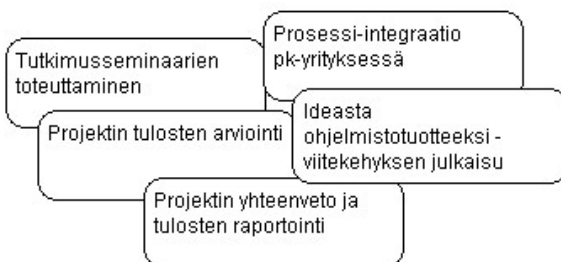 Prosessi-integraatio
pk-yrityksessä
Tutkimusseminaarien
toteuttaminen
Ideasta
ohjelmistotuotteeksi -
viitekehyksen julkaisu
Projektin tulosten arviointi
Projektin yhteenveto ja
tulosten raportointi